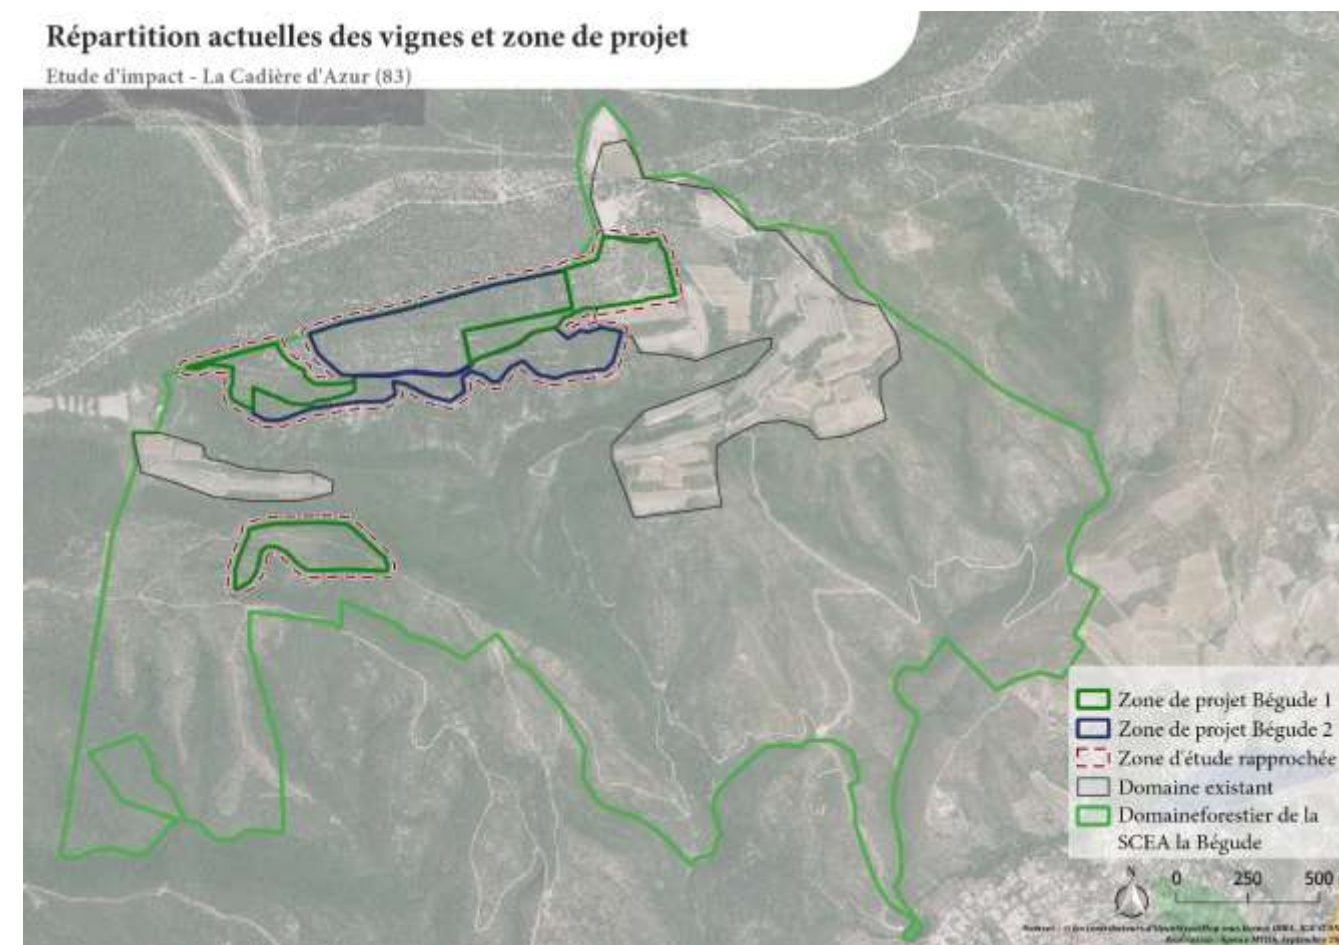 Répartition actuelles des vignes et zone de projet
Etude d'impact - La Cadière d'Azur (83)
Zone de projet Bégude 1
Zone de projet Bégude 2
Zone d'étude rapprochée
Domaine existant
Domaineforestier de la
SCEA la Bégude
N
0 250 500